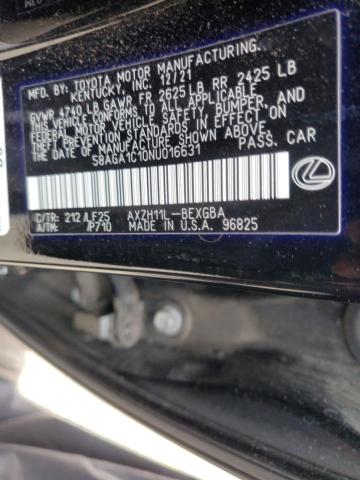 MFD. BY: TOYOTA MOTOR MANUFACTURING,
KENTUCKY, INC. 12/21
GVWR 4740 LB GAWR FR 2625 LB RR 2425 LB
THIS VEHICLE CONFORMS TO ALL APPLICABLE
FEDERAL MOTOR VEHICLE SAFETY, BUMPER, AND
THEFT PREVENTION STANDARDS IN EFFECT ON THE
DATE OF MANUFACTURE SHOWN ABOVE.
58AGA1C10NU016631 PASS. CAR
C/TR: 212 /LF25 AXZH11L-BEXGBA
A/TM: /P710 MADE IN U.S.A. 96825